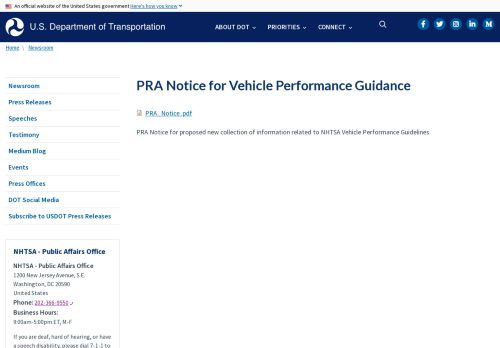 An official website of the United States government Here's how you know
U.S. Department of Transportation
ABOUT DOT
PRIORITIES
CONNECT
Home \ Newsroom
Newsroom
Press Releases
Speeches
Testimony
Medium Blog
Events
Press Offices
DOT Social Media
Subscribe to USDOT Press Releases
PRA Notice for Vehicle Performance Guidance
PRA_Notice.pdf
PRA Notice for proposed new collection of information related to NHTSA Vehicle Performance Guidelines
NHTSA - Public Affairs Office
NHTSA - Public Affairs Office
1200 New Jersey Avenue, S.E.
Washington, DC 20590
United States
Phone: 202-366-9550
Business Hours:
9:00am-5:00pm ET, M-F
If you are deaf, hard of hearing, or have
a speech disability, please dial 7-1-1 to